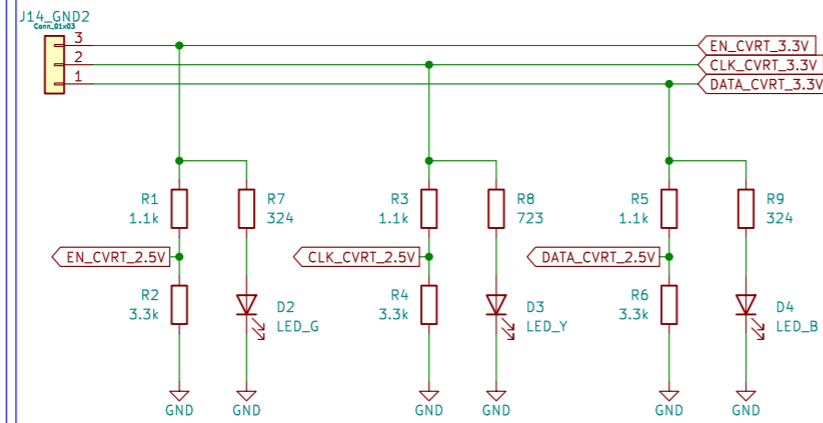 J14_GND2
Conn_01x03
3
2
1
EN_CVRT_3.3V
CLK_CVRT_3.3V
DATA_CVRT_3.3V
R1
1.1k
R7
324
R3
1.1k
R8
723
R5
1.1k
R9
324
EN_CVRT_2.5V
CLK_CVRT_2.5V
DATA_CVRT_2.5V
R2
3.3k
D2
LED_G
R4
3.3k
D3
LED_Y
R6
3.3k
D4
LED_B
GND
GND
GND
GND
GND
GND